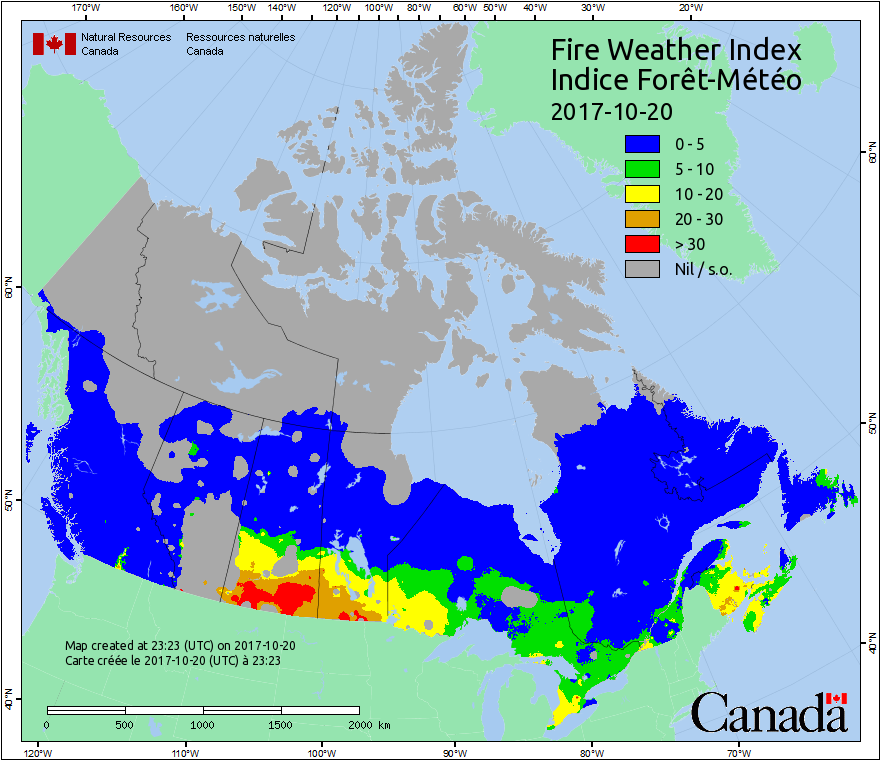 170°W 160°W 150°W 140°W 130°W 120°W 110°W 100°W 90°W 80°W 70°W 60°W 50°W 40°W 30°W 20°W
Natural Resources Canada
Ressources naturelles Canada
Fire Weather Index
Indice Forêt-Météo
2017-10-20
0 - 5
5 - 10
10 - 20
20 - 30
> 30
Nil / s.o.
60°N
50°N
40°N
60°N
50°N
40°N
Map created at 23:23 (UTC) on 2017-10-20
Carte créée le 2017-10-20 (UTC) à 23:23
0 500 1000 1500 2000 km
Canada
120°W 110°W 100°W 90°W 80°W 70°W